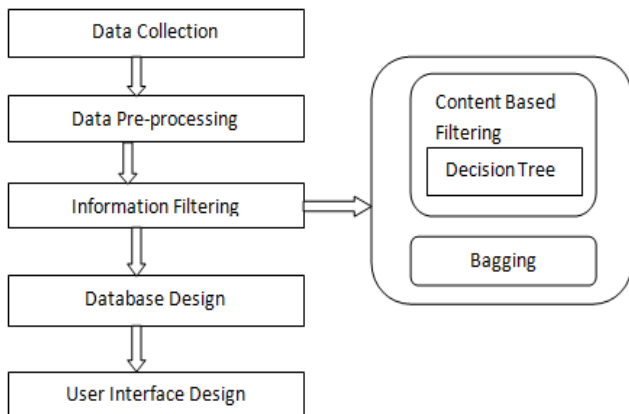 Data Collection
Data Pre-processing
Information Filtering
Database Design
User Interface Design
Content Based
Filtering
Decision Tree
Bagging